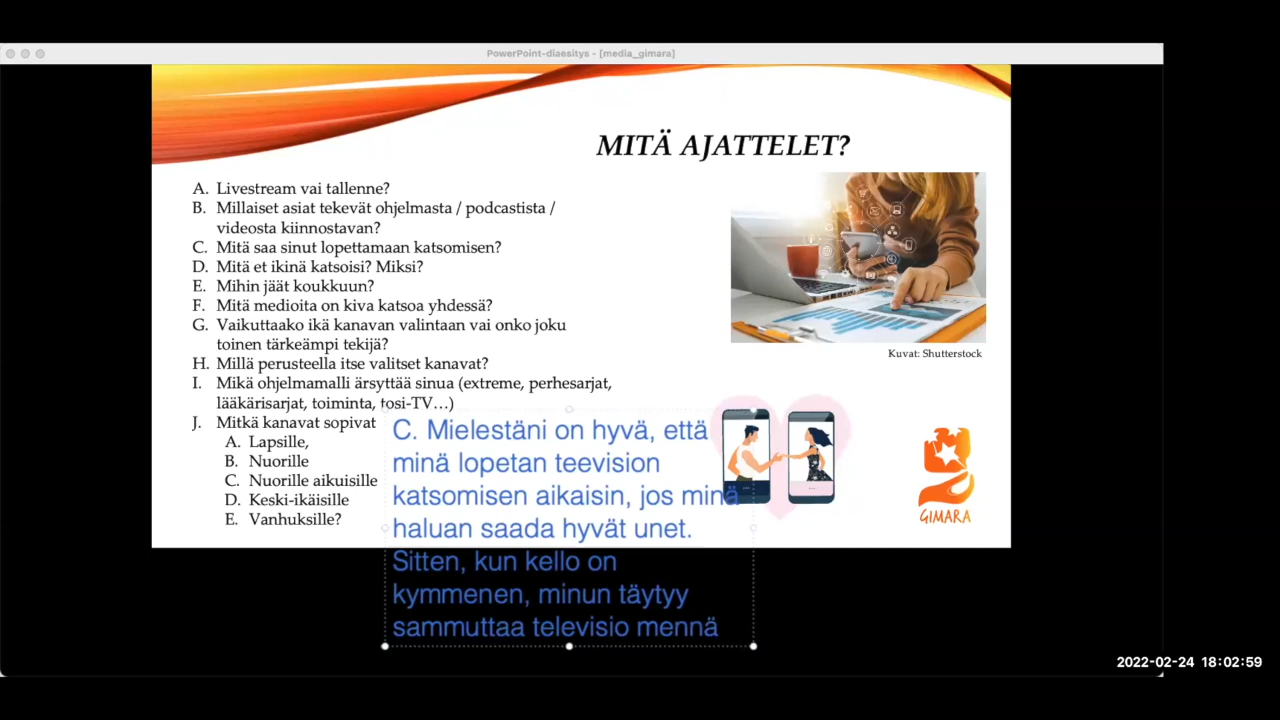 PowerPoint-diaesitys - [media_gimara]
MITÄ AJATTELET?
A. Livestream vai tallenne?
B. Millaiset asiat tekevät ohjelmasta / podcastista /
videosta kiinnostavan?
C. Mitä saa sinut lopettamaan katsomisen?
D. Mitä et ikinä katsoisi? Miksi?
E. Mihin jäät koukkuun?
F. Mitä medioita on kiva katsoa yhdessä?
G. Vaikuttaako ikä kanavan valintaan vai onko joku
toinen tärkeämpi tekijä?
H. Millä perusteella itse valitset kanavat?
I. Mikä ohjelmamalli ärsyttää sinua (extreme, perhesarjat,
lääkärisarjat, toiminta, tosi-TV…)
J. Mitkä kanavat sopivat
A. Lapsille,
B. Nuorille
C. Nuorille aikuisille
D. Keski-ikäisille
E. Vanhuksille?
Kuvat: Shutterstock
C. Mielestäni on hyvä, että
minä lopetan teevision
katsomisen aikaisin, jos minä
haluan saada hyvät unet.
Sitten, kun kello on
kymmenen, minun täytyy
sammuttaa televisio mennä
GIMARA
2022-02-24 18:02:59